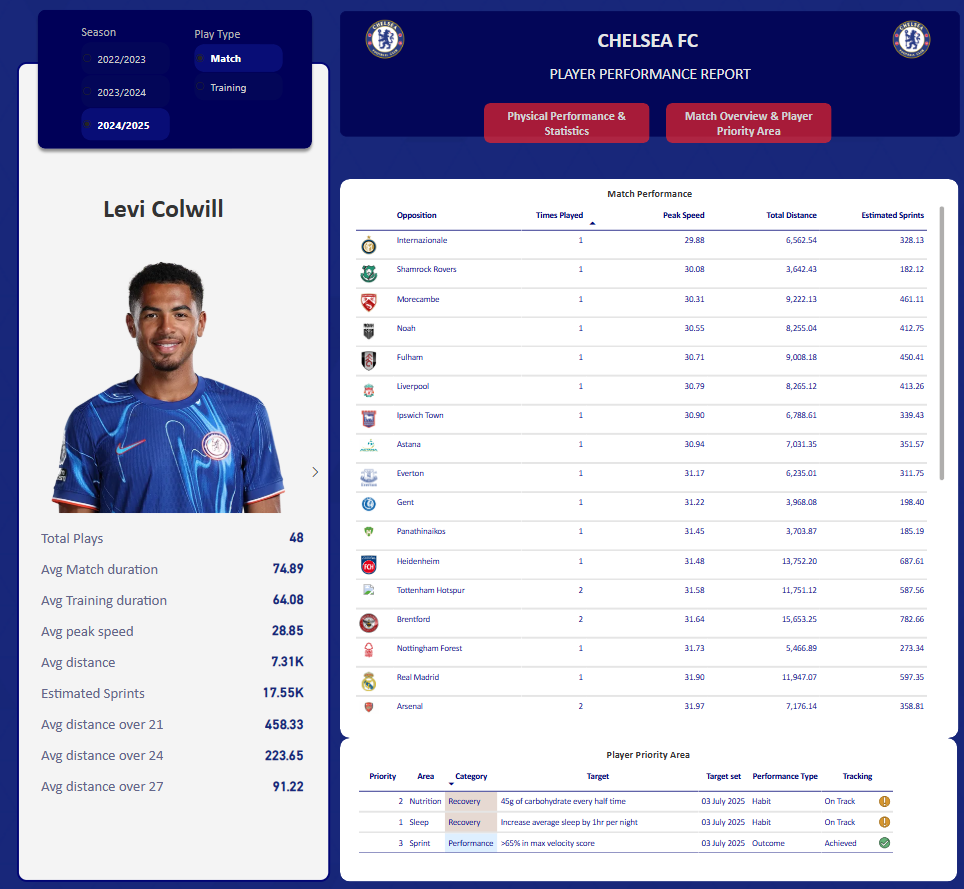 Season
2022/2023
2023/2024
2024/2025
Play Type
Match
Training
CHELSEA FC
PLAYER PERFORMANCE REPORT
Physical Performance &
Statistics
Match Overview & Player
Priority Area
Levi Colwill
Total Plays 48
Avg Match duration 74.89
Avg Training duration 64.08
Avg peak speed 28.85
Avg distance 7.31K
Estimated Sprints 17.55K
Avg distance over 21 458.33
Avg distance over 24 223.65
Avg distance over 27 91.22
Match Performance
Opposition Times Played Peak Speed Total Distance Estimated Sprints
Internazionale 1 29.88 6,562.54 328.13
Shamrock Rovers 1 30.08 3,642.43 182.12
Morecambe 1 30.31 9,222.13 461.11
Noah 1 30.55 8,255.04 412.75
Fulham 1 30.71 9,008.18 450.41
Liverpool 1 30.79 8,265.12 413.26
Ipswich Town 1 30.90 6,788.61 339.43
Astana 1 30.94 7,031.35 351.57
Everton 1 31.17 6,235.01 311.75
Gent 1 31.22 3,968.08 198.40
Panathinaikos 1 31.45 3,703.87 185.19
Heidenheim 1 31.48 13,752.20 687.61
Tottenham Hotspur 2 31.58 11,751.12 587.56
Brentford 2 31.64 15,653.25 782.66
Nottingham Forest 1 31.73 5,466.89 273.34
Real Madrid 1 31.90 11,947.07 597.35
Arsenal 2 31.97 7,176.14 358.81
Player Priority Area
Priority Area Category Target Target set Performance Type Tracking
2 Nutrition Recovery 45g of carbohydrate every half time 03 July 2025 Habit On Track
1 Sleep Recovery Increase average sleep by 1hr per night 03 July 2025 Habit On Track
3 Sprint Performance >65% in max velocity score 03 July 2025 Outcome Achieved